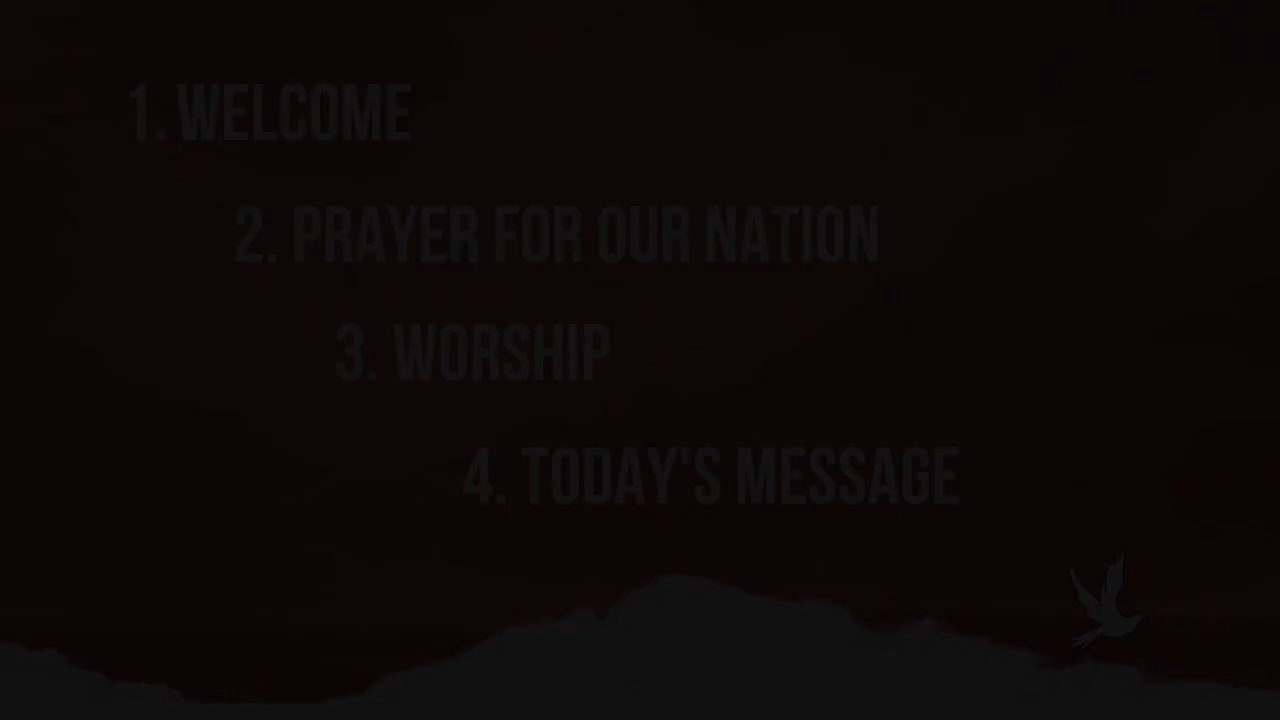 1. WELCOME
2. PRAYER FOR OUR NATION
3. WORSHIP
4. TODAY'S MESSAGE